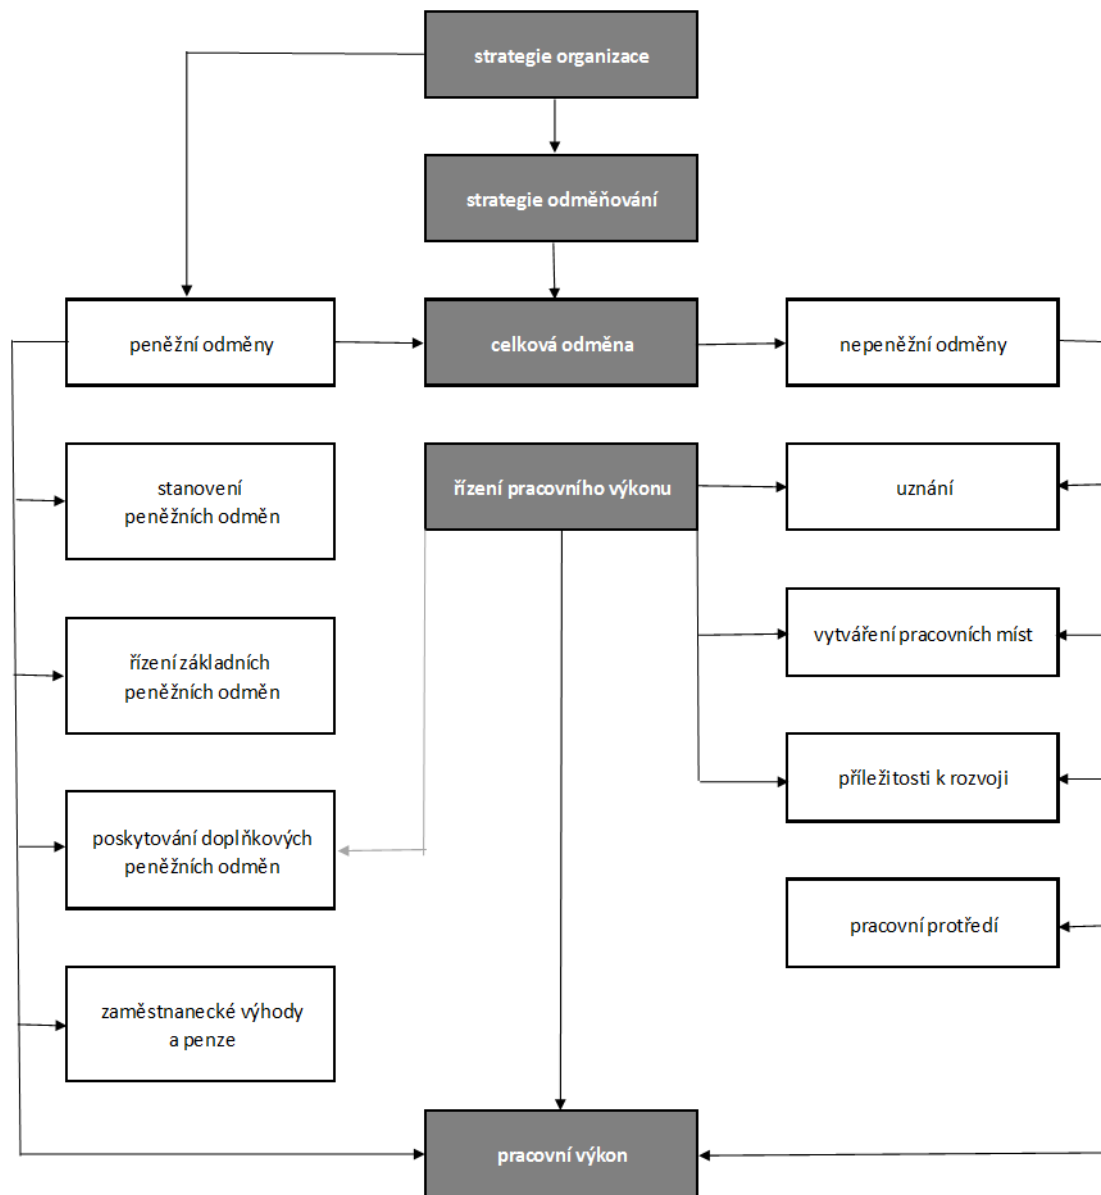 strategie organizace
strategie odměňování
peněžní odměny
celková odměna
nepeněžní odměny
stanovení
peněžních odměn
řízení pracovního výkonu
uznání
řízení základních
peněžních odměn
vytváření pracovních míst
poskytování doplňkových
peněžních odměn
příležitosti k rozvoji
pracovní protředí
zaměstnanecké výhody
a penze
pracovní výkon